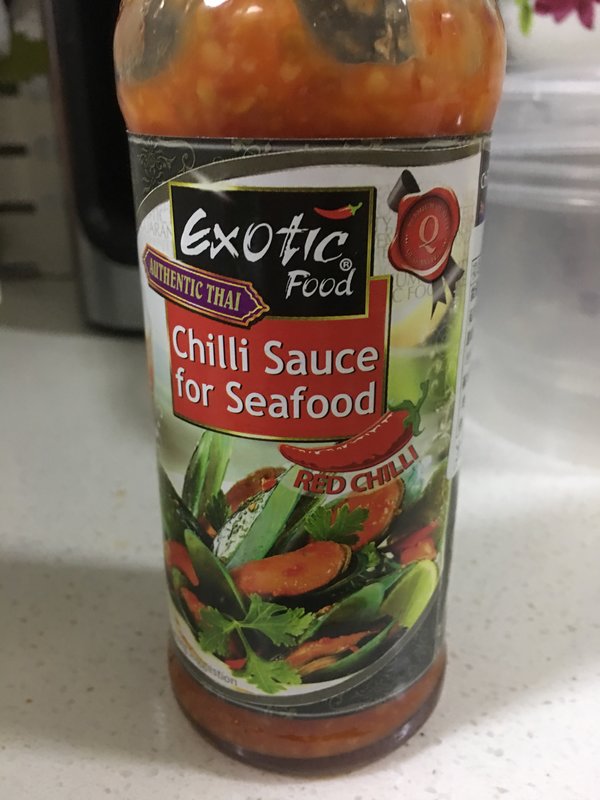 Exotic
Food®
AUTHENTIC THAI
Q
Chilli Sauce
for Seafood
RED CHILLI